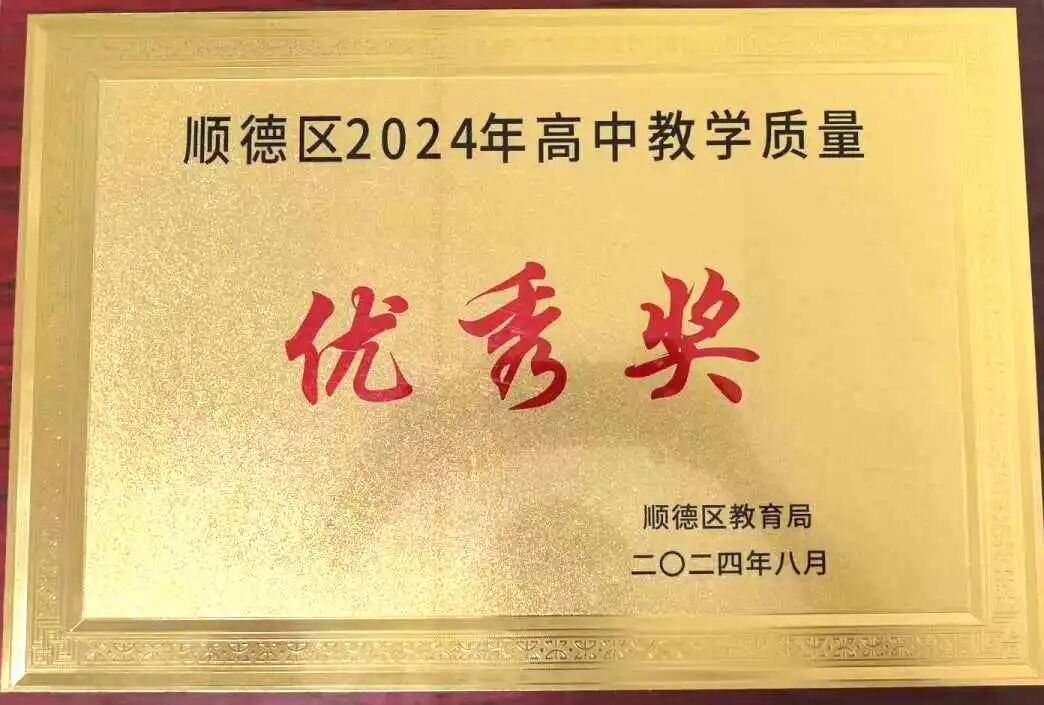 顺德区2024年高中教学质量
优秀奖
顺德区教育局
二〇二四年八月